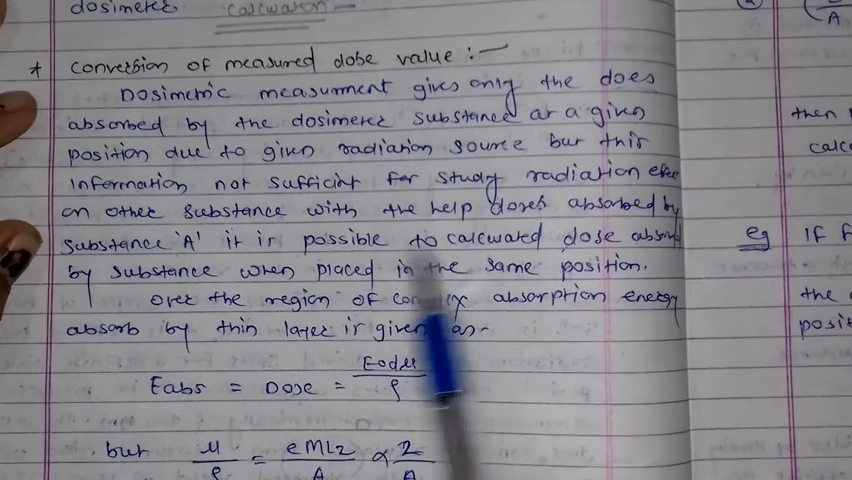 dosimeter calculation
* Conversion of measured dose value :-
Dosimetric measurment gives only the does
absorbed by the dosimeter substance at a given
position due to given radiation source but this
information not sufficint for study radiation effe
on other substance with the help doses absorbed by
substance 'A' it is possible to calculated dose absorb
by substance when placed in the same position.
over the region of absorption energy
absorb by thin layer is given as-
Eabs = Dose = Eodμ/ρ
but μ/ρ = eMLZ/A ∝ Z/A
A
then
calc
eg If F
the
posit